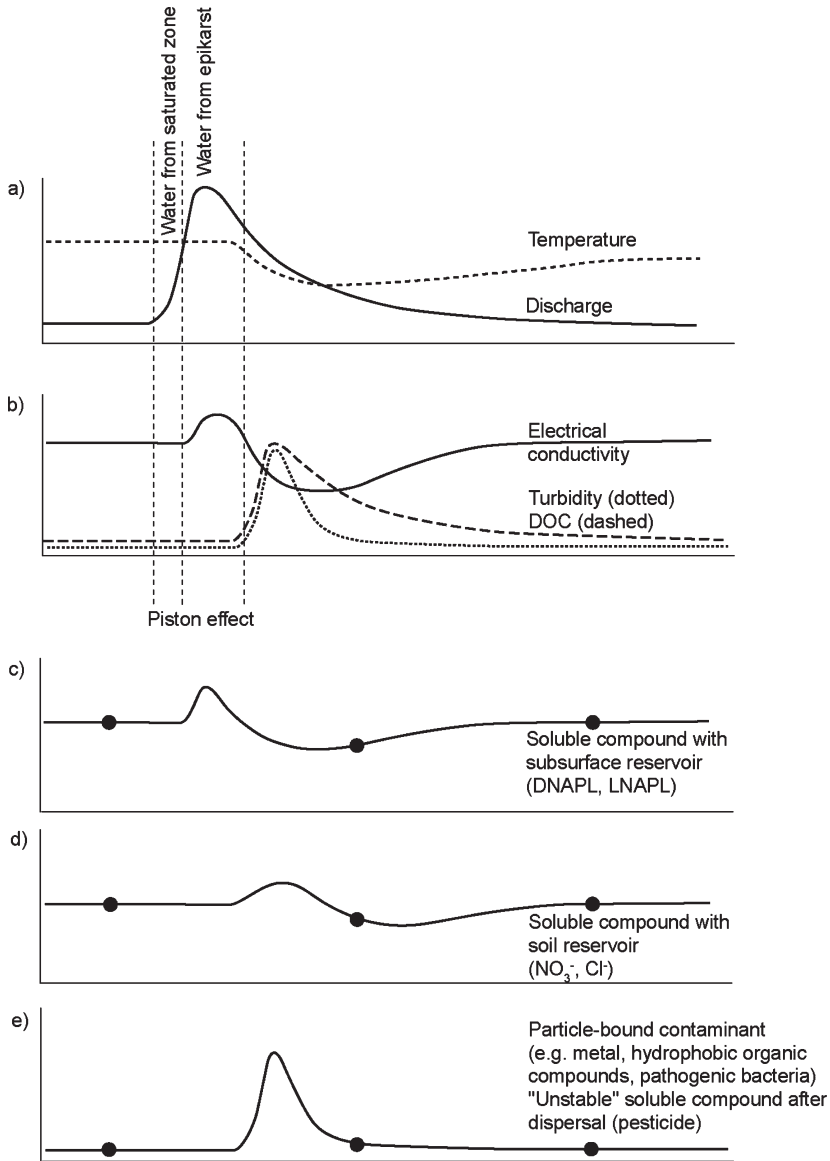 Water from saturated zone
Water from epikarst
a)
Temperature
Discharge
b)
Electrical
conductivity
Turbidity (dotted)
DOC (dashed)
Piston effect
c)
Soluble compound with
subsurface reservoir
(DNAPL, LNAPL)
d)
Soluble compound with
soil reservoir
(NO₃⁻, Cl⁻)
e)
Particle-bound contaminant
(e.g. metal, hydrophobic organic
compounds, pathogenic bacteria)
"Unstable" soluble compound after
dispersal (pesticide)